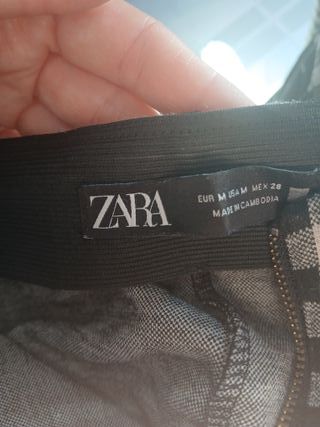 ZARA
EUR M USA M MEX 28
MADE IN CAMBODIA